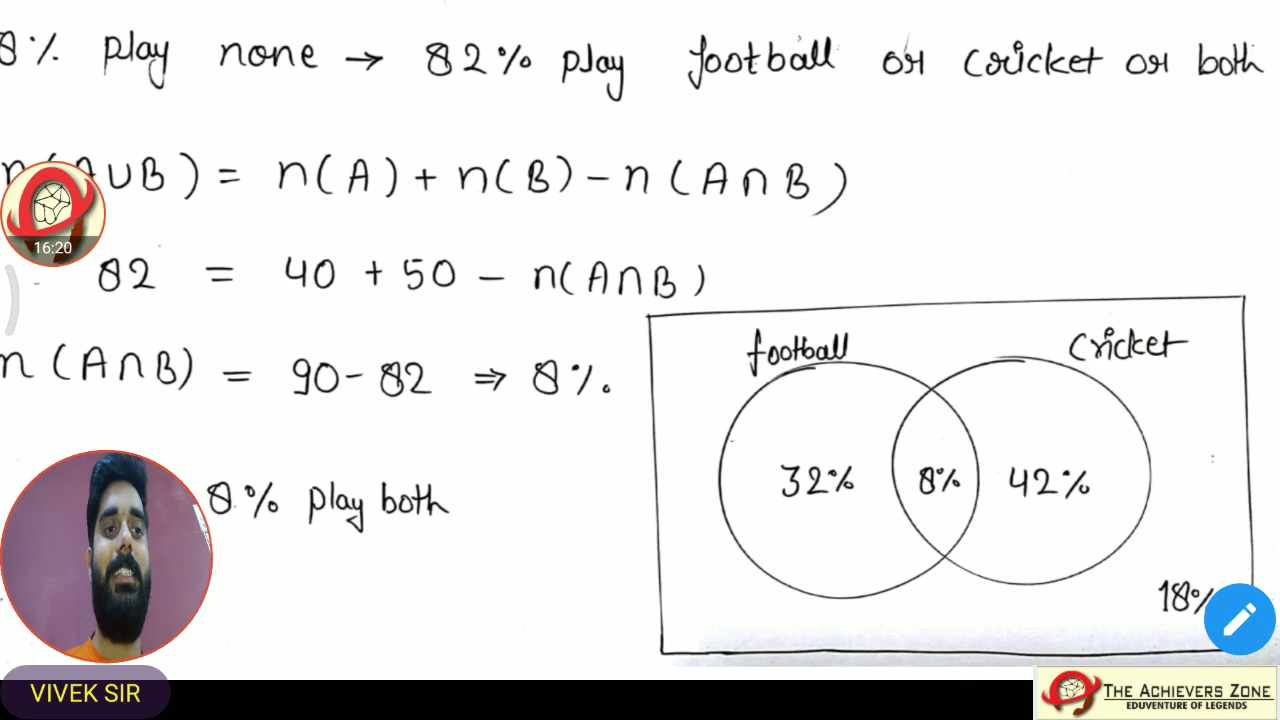 8% play none → 82% play football or cricket or both
n(A∪B) = n(A) + n(B) - n(A∩B)
16:20
82 = 40 + 50 - n(A∩B)
n(A∩B) = 90 - 82 ⇒ 8%.
football
Cricket
32%
8%
42%
8% play both
18%
VIVEK SIR
THE ACHIEVERS ZONE
EDUVENTURE OF LEGENDS